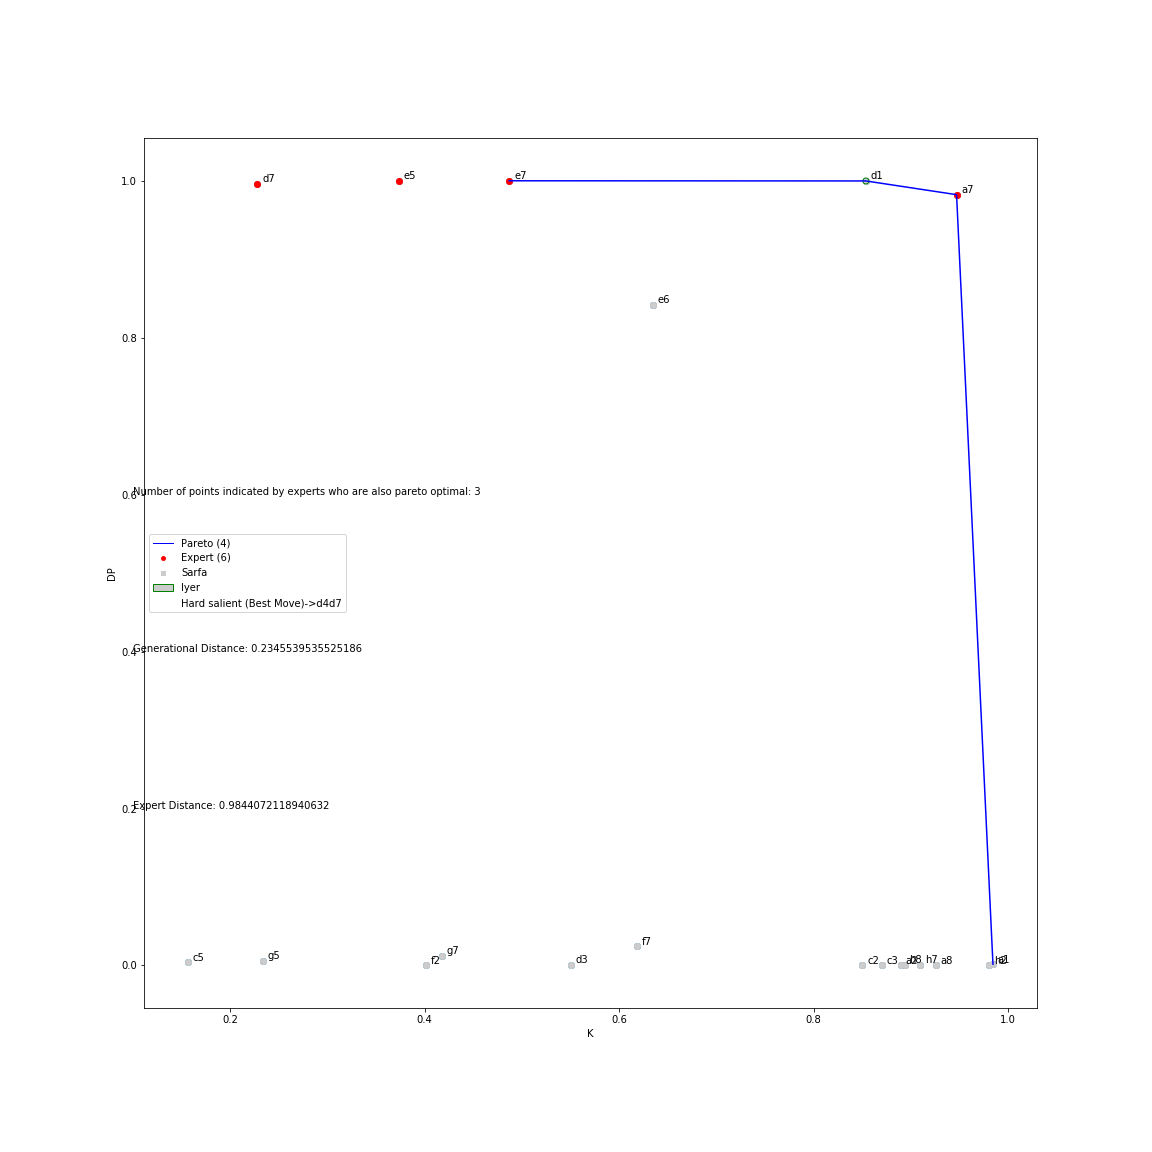 d7
e5
e7
d1
a7
1.0
e6
0.8
Number of points indicated by experts who are also pareto optimal: 3
0.6
Pareto (4)
Expert (6)
Sarfa
Iyer
Hard salient (Best Move)->d4d7
DP
Generational Distance: 0.2345539535525186
0.4
Expert Distance: 0.9844072118940632
0.2
c5
g5
f2
g7
d3
f7
c2
c3
h7
a8
0.0
0.2
0.4
0.6
0.8
1.0
K